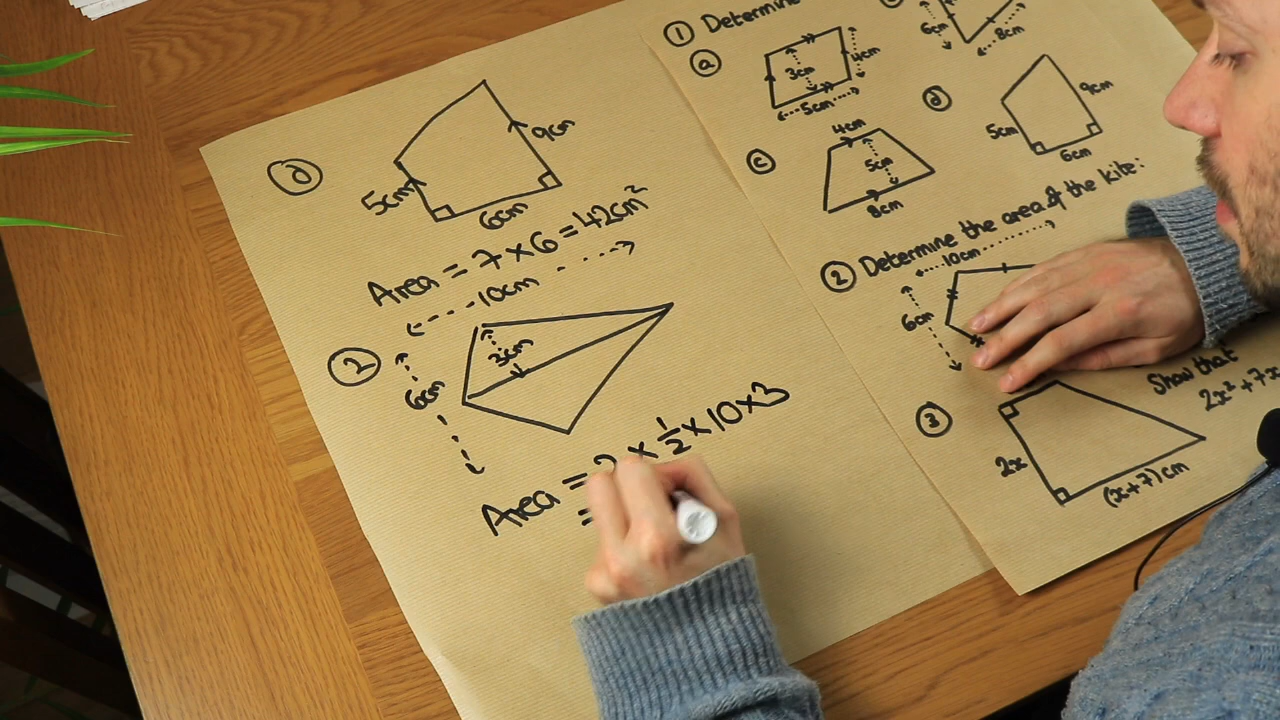 d
5cm
9cm
6cm
Area = 7 × 6 = 42cm²
2
10cm
6cm
3cm
Area = 2 × 1/2 × 10 × 3
=
1 Determine
a
3cm
4cm
5cm
6cm
8cm
c
4cm
5cm
8cm
d
5cm
9cm
6cm
2 Determine the area of the kite:
10cm
6cm
3
2x
(x+7)cm
Show that
2x² + 7x